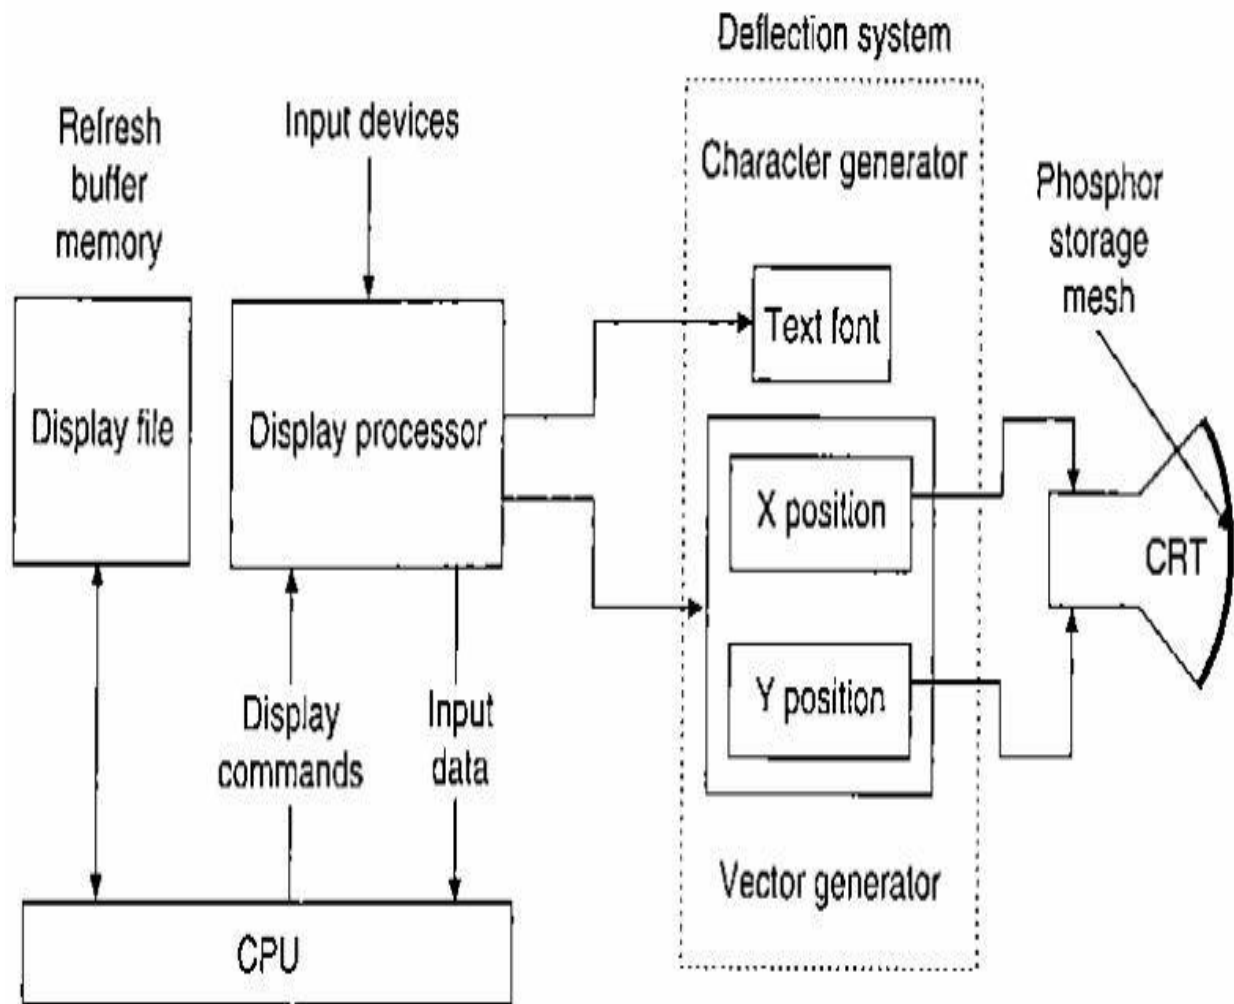 Deflection system
Refresh
buffer
memory
Input devices
Character generator
Phosphor
storage
mesh
Text font
Display file
Display processor
X position
CRT
Y position
Display
commands
Input
data
Vector generator
CPU